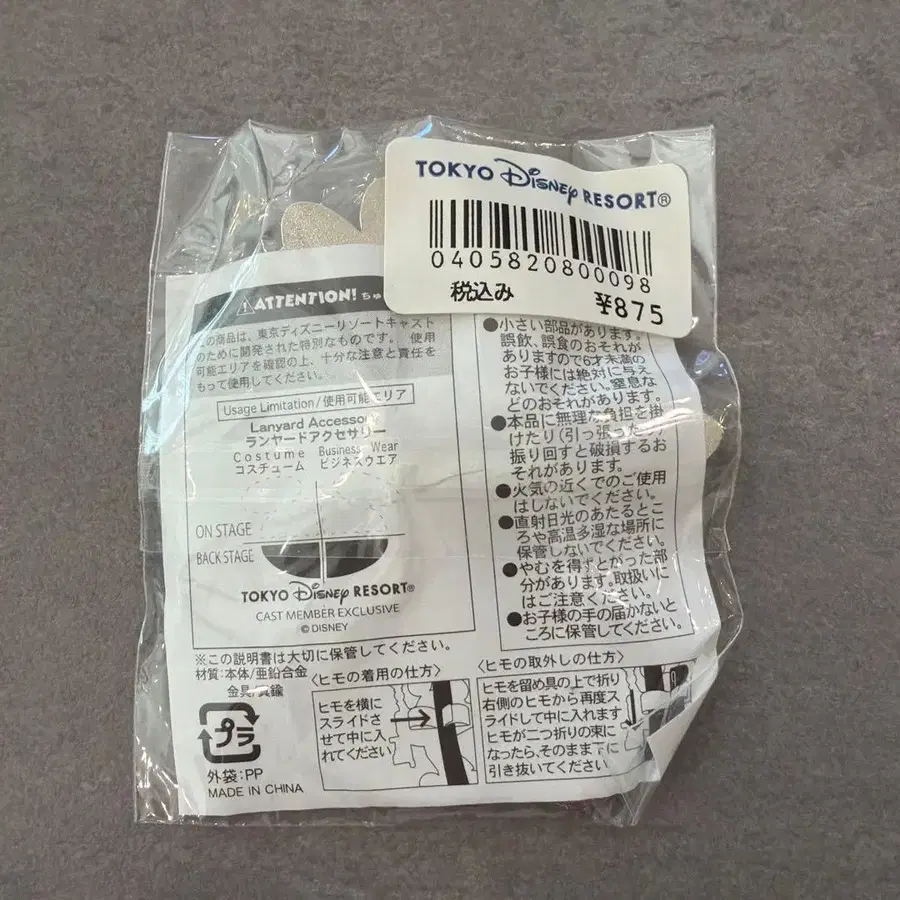 TOKYO Disney RESORT®
0405820800098
税込み ¥875
⚠ATTENTION! ちゅ
の商品は、東京ディズニーリゾートキャスト
のために開発された特別なものです。 使用
可能エリアを確認の上、十分な注意と責任を
もって使用してください。
Usage Limitation/使用可能エリア
Lanyard Accessory
ランヤードアクセサリー
Costume Business Wear
コスチューム ビジネスウエア
ON STAGE
BACK STAGE
TOKYO Disney RESORT®
CAST MEMBER EXCLUSIVE
©DISNEY
●小さい部品があります。
誤飲、誤食のおそれが
ありますので6才未満の
お子様には絶対に与え
ないでください。窒息な
どのおそれがあります。
●本品に無理な負担を掛
けたり(引っ張った
振り回すと破損するお
それがあります。
●火気の近くでのご使用
はしないでください。
●直射日光のあたるとこ
ろや高温多湿な場所に
保管しないでください。
●やむを得ずとがった部
分があります。取扱いに
はご注意ください。
●お子様の手の届かないと
ころに保管してください。
※この説明書は大切に保管してください。
材質:本体/亜鉛合金
金具/真鍮
プラ
外袋:PP
MADE IN CHINA
〈ヒモの着用の仕方〉
ヒモを横に
スライドさ
せて中に入
れてください
〈ヒモの取外しの仕方〉
ヒモを留め具の上で折り
右側のヒモから再度ス
ライドして中に入れます
ヒモが二つ折りの束に
なったら、そのまま下に
引き抜いてください